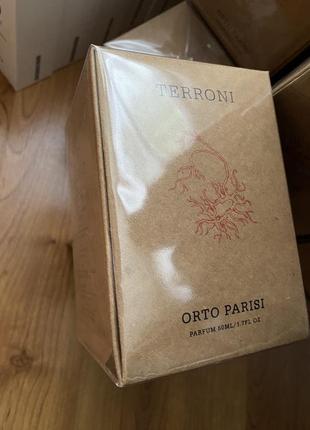 TERRONI
ORTO PARISI
PARFUM 50ML/1.7FL OZ